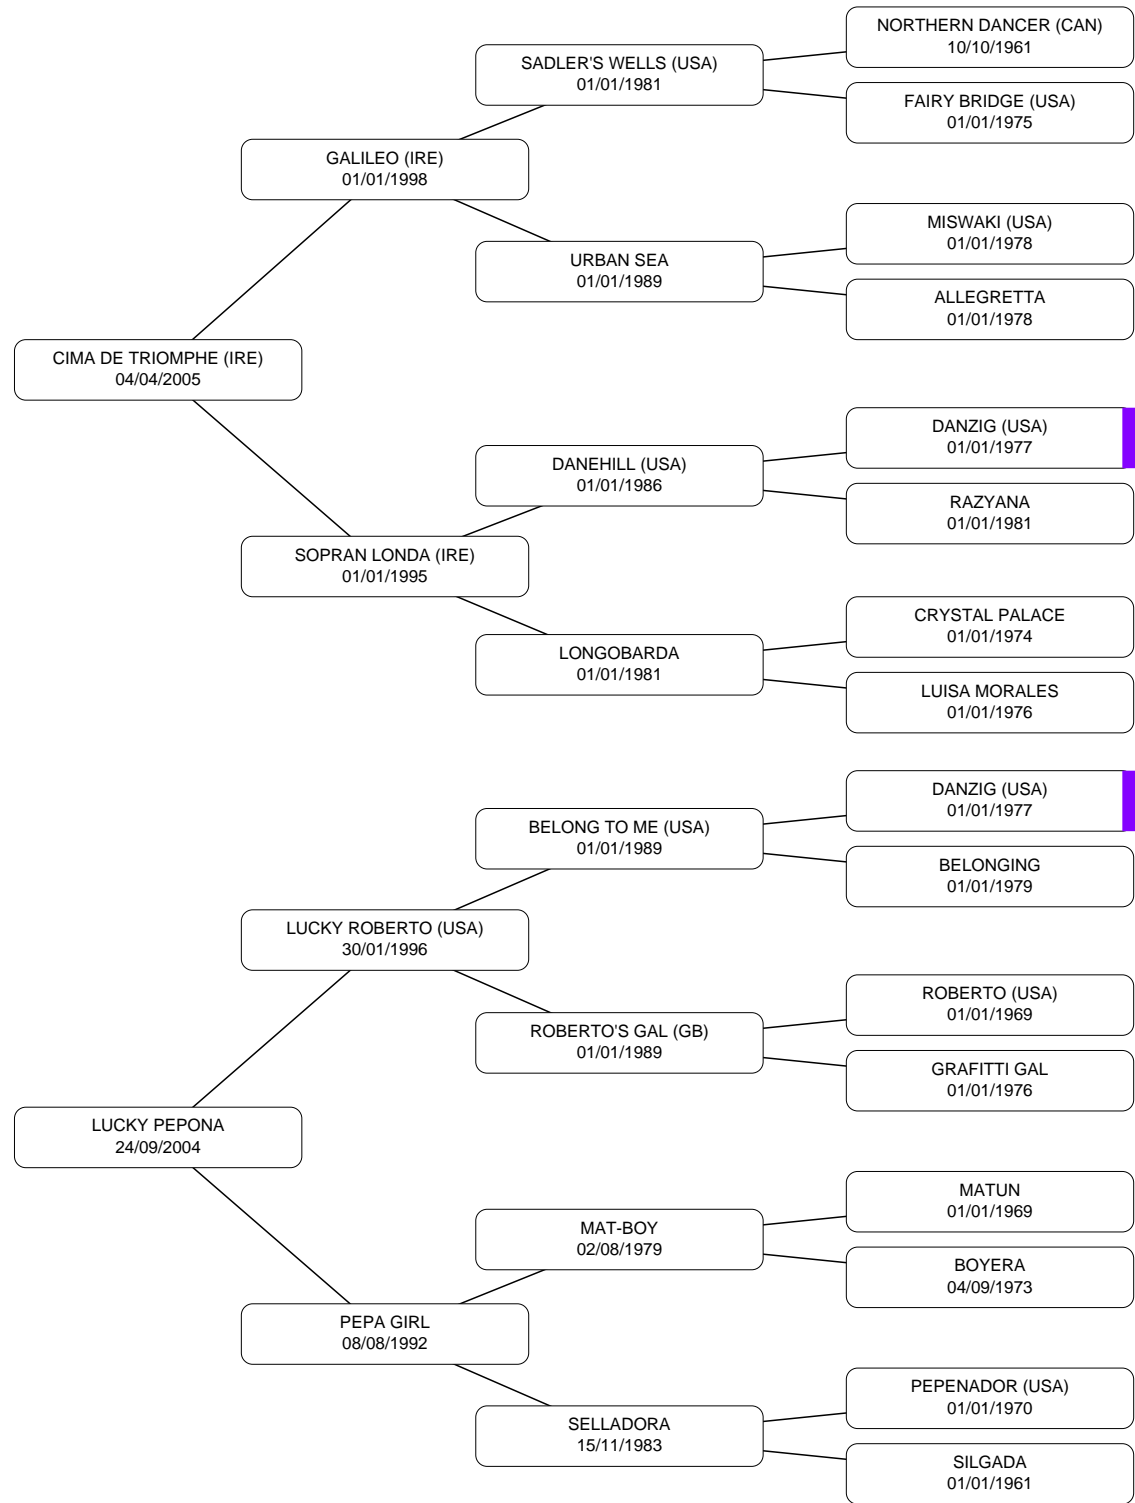 NORTHERN DANCER (CAN)
10/10/1961
SADLER'S WELLS (USA)
01/01/1981
FAIRY BRIDGE (USA)
01/01/1975
GALILEO (IRE)
01/01/1998
MISWAKI (USA)
01/01/1978
URBAN SEA
01/01/1989
ALLEGRETTA
01/01/1978
CIMA DE TRIOMPHE (IRE)
04/04/2005
DANZIG (USA)
01/01/1977
DANEHILL (USA)
01/01/1986
RAZYANA
01/01/1981
SOPRAN LONDA (IRE)
01/01/1995
CRYSTAL PALACE
01/01/1974
LONGOBARDA
01/01/1981
LUISA MORALES
01/01/1976
DANZIG (USA)
01/01/1977
BELONG TO ME (USA)
01/01/1989
BELONGING
01/01/1979
LUCKY ROBERTO (USA)
30/01/1996
ROBERTO (USA)
01/01/1969
ROBERTO'S GAL (GB)
01/01/1989
GRAFITTI GAL
01/01/1976
LUCKY PEPONA
24/09/2004
MATUN
01/01/1969
MAT-BOY
02/08/1979
BOYERA
04/09/1973
PEPA GIRL
08/08/1992
PEPENADOR (USA)
01/01/1970
SELLADORA
15/11/1983
SILGADA
01/01/1961